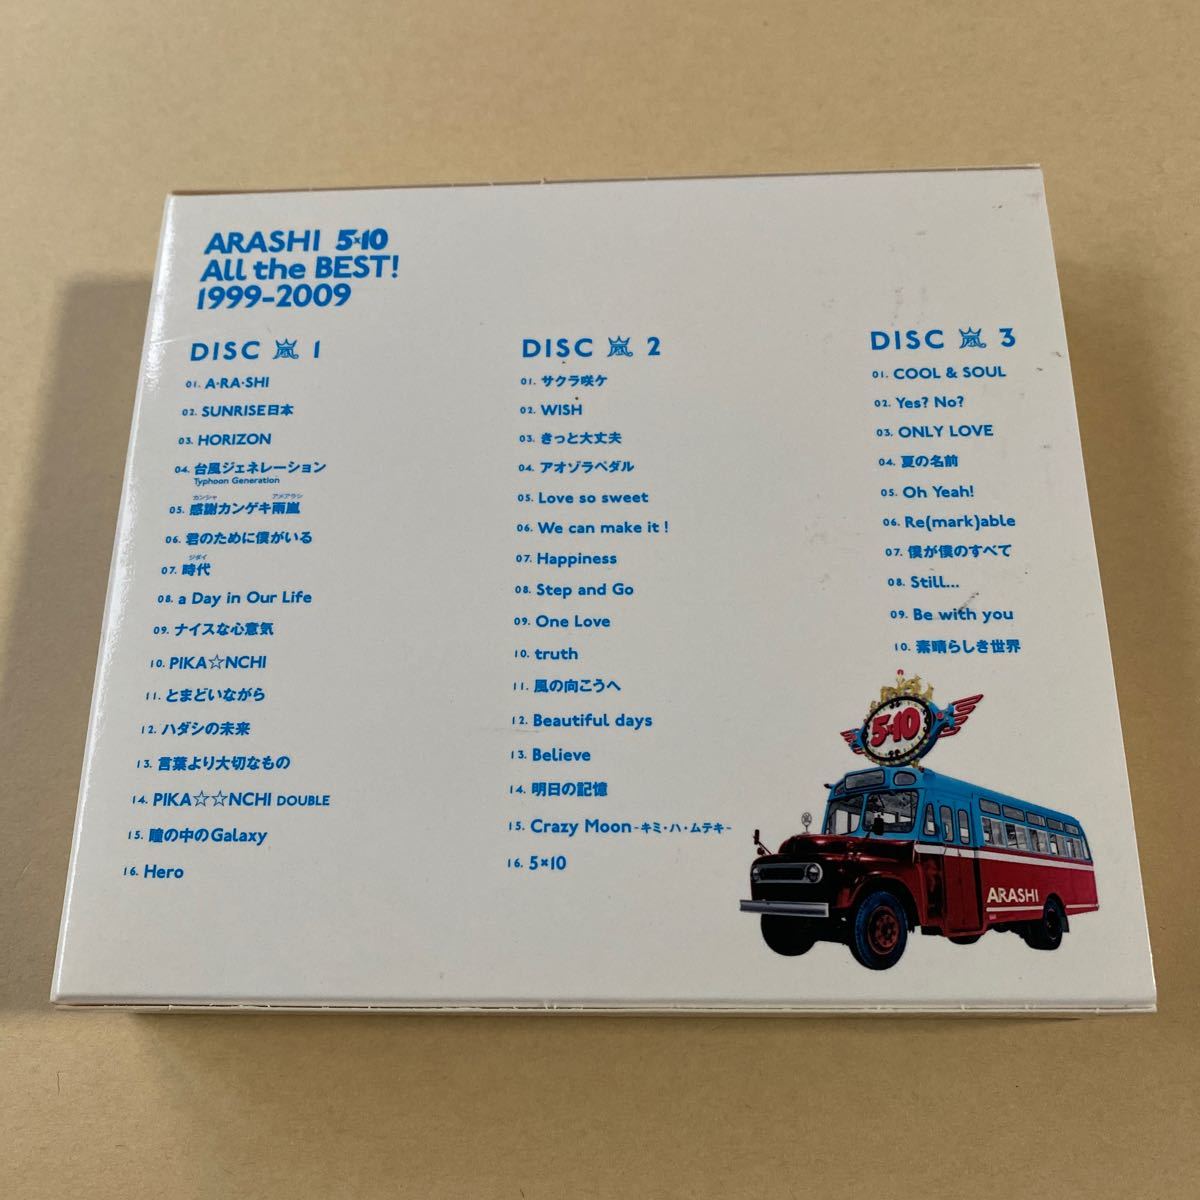 ARASHI 5×10
All the BEST!
1999-2009
DISC 嵐 1
01. A・RA・SHI
02. SUNRISE日本
03. HORIZON
04. 台風ジェネレーション
Typhoon Generation
カンシャ アメアラシ
05. 感謝カンゲキ雨嵐
06. 君のために僕がいる
ジダイ
07. 時代
08. a Day in Our Life
09. ナイスな心意気
10. PIKA☆NCHI
11. とまどいながら
12. ハダシの未来
13. 言葉より大切なもの
14. PIKA☆☆NCHI DOUBLE
15. 瞳の中のGalaxy
16. Hero
DISC 嵐 2
01. サクラ咲ケ
02. WISH
03. きっと大丈夫
04. アオゾラペダル
05. Love so sweet
06. We can make it!
07. Happiness
08. Step and Go
09. One Love
10. truth
11. 風の向こうへ
12. Beautiful days
13. Believe
14. 明日の記憶
15. Crazy Moon-キミ・ハ・ムテキ-
16. 5×10
DISC 嵐 3
01. COOL & SOUL
02. Yes? No?
03. ONLY LOVE
04. 夏の名前
05. Oh Yeah!
06. Re(mark)able
07. 僕が僕のすべて
08. Still...
09. Be with you
10. 素晴らしき世界
5×10
ARASHI